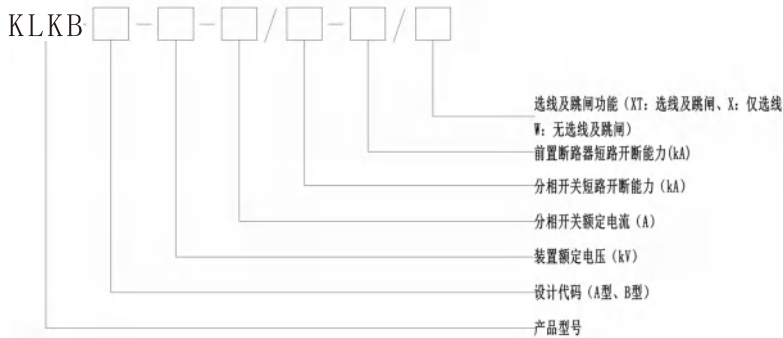 KLKB □-□-□/□-□/□
选线及跳闸功能（XT：选线及跳闸、X：仅选线
W：无选线及跳闸）
前置断路器短路开断能力(kA)
分相开关短路开断能力（kA）
分相开关额定电流（A）
装置额定电压（kV）
设计代码（A型、B型）
产品型号